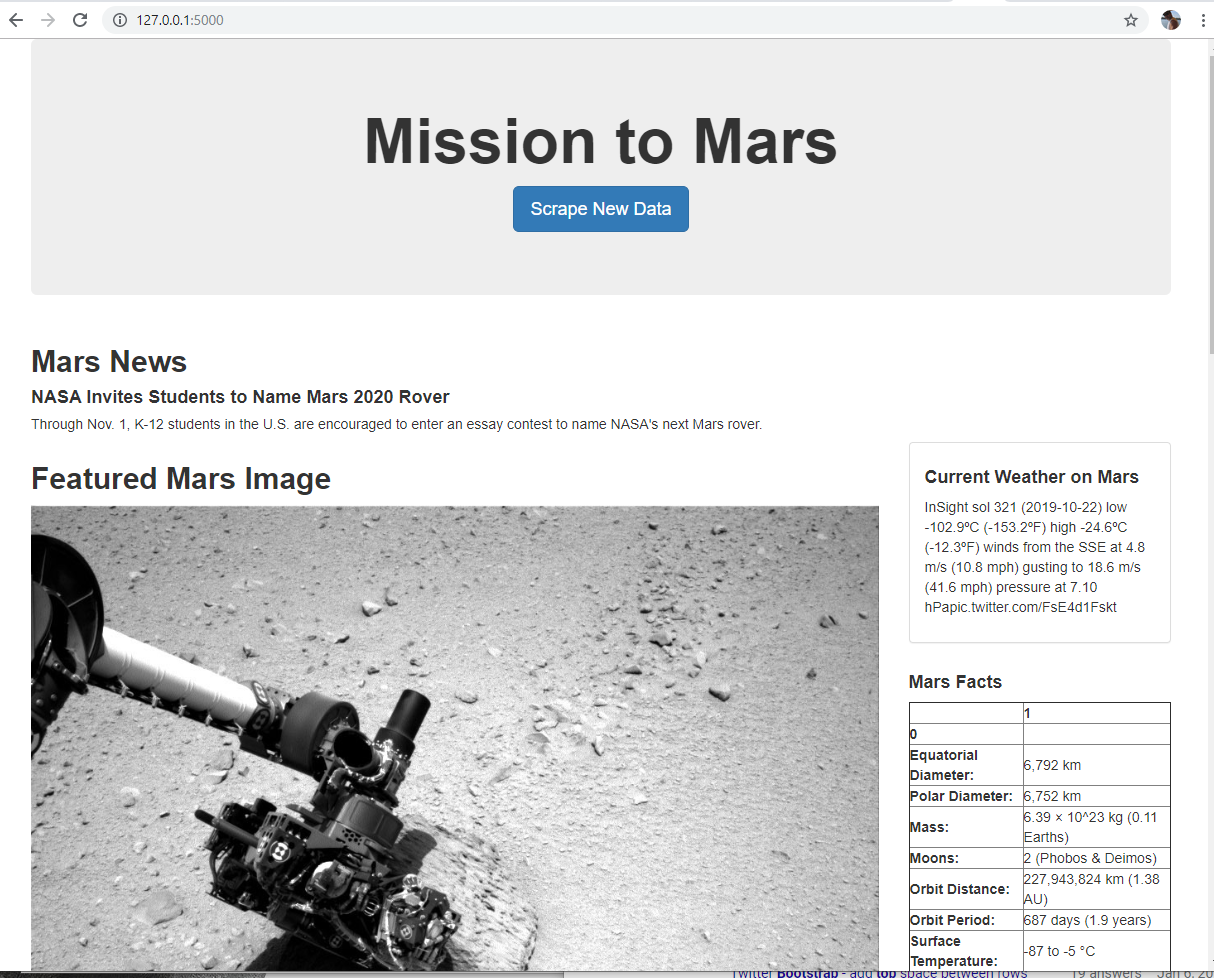 127.0.0.1:5000
Mission to Mars
Scrape New Data
Mars News
NASA Invites Students to Name Mars 2020 Rover
Through Nov. 1, K-12 students in the U.S. are encouraged to enter an essay contest to name NASA's next Mars rover.
Featured Mars Image
Current Weather on Mars
InSight sol 321 (2019-10-22) low
-102.9ºC (-153.2ºF) high -24.6ºC
(-12.3ºF) winds from the SSE at 4.8
m/s (10.8 mph) gusting to 18.6 m/s
(41.6 mph) pressure at 7.10
hPapic.twitter.com/FsE4d1Fskt
Mars Facts
1
0
Equatorial
Diameter:
6,792 km
Polar Diameter: 6,752 km
Mass:
6.39 × 10^23 kg (0.11
Earths)
Moons: 2 (Phobos & Deimos)
Orbit Distance:
227,943,824 km (1.38
AU)
Orbit Period: 687 days (1.9 years)
Surface
Temperature:
-87 to -5 °C
Twitter Bootstrap - add top space between rows
19 answers